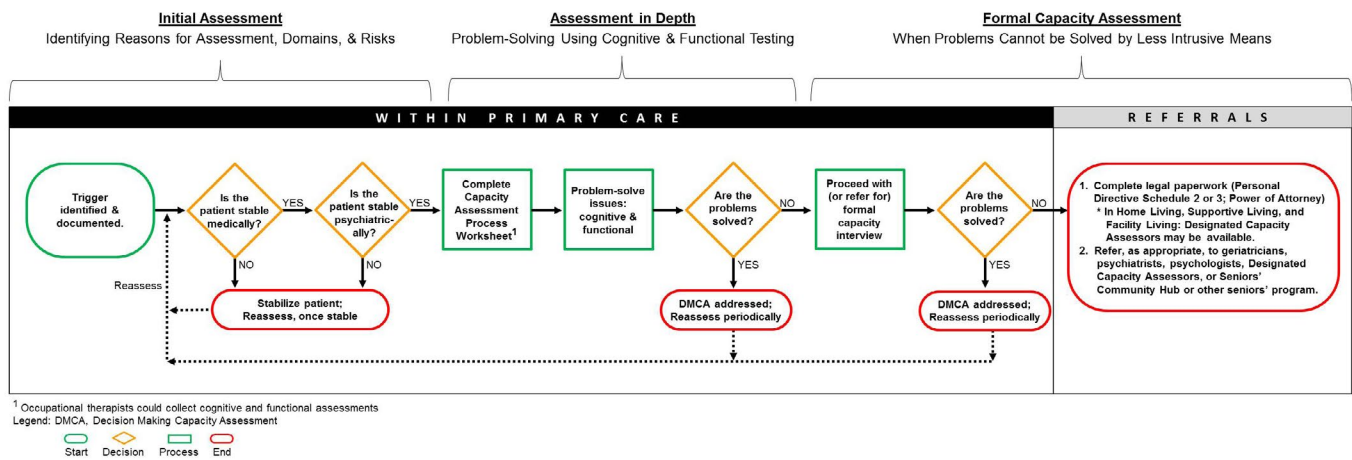 Initial Assessment
Identifying Reasons for Assessment, Domains, & Risks
Assessment in Depth
Problem-Solving Using Cognitive & Functional Testing
Formal Capacity Assessment
When Problems Cannot be Solved by Less Intrusive Means
WITHIN PRIMARY CARE
REFERRALS
Trigger
identified &
documented.
Is the
patient stable
medically?
YES
NO
Is the
patient stable
psychiatric-
ally?
YES
NO
Stabilize patient;
Reassess, once stable
Reassess
Complete
Capacity
Assessment
Process
Worksheet1
Problem-solve
issues:
cognitive &
functional
Are the
problems
solved?
NO
YES
DMCA addressed;
Reassess periodically
Proceed with
(or refer for)
formal
capacity
interview
Are the
problems
solved?
NO
YES
DMCA addressed;
Reassess periodically
1. Complete legal paperwork (Personal
Directive Schedule 2 or 3; Power of Attorney)
* In Home Living, Supportive Living, and
Facility Living: Designated Capacity
Assessors may be available.
2. Refer, as appropriate, to geriatricians,
psychiatrists, psychologists, Designated
Capacity Assessors, or Seniors'
Community Hub or other seniors' program.
1 Occupational therapists could collect cognitive and functional assessments
Legend: DMCA, Decision Making Capacity Assessment
Start Decision Process End